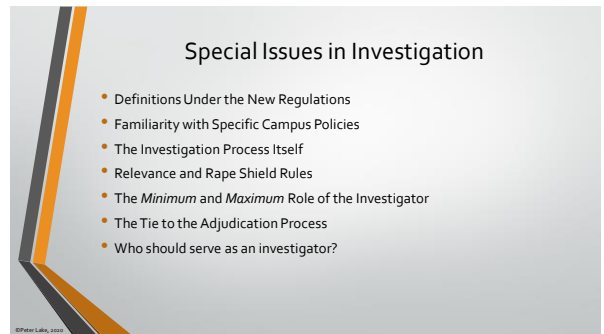 Special Issues in Investigation
• Definitions Under the New Regulations
• Familiarity with Specific Campus Policies
• The Investigation Process Itself
• Relevance and Rape Shield Rules
• The Minimum and Maximum Role of the Investigator
• The Tie to the Adjudication Process
• Who should serve as an investigator?
©Peter Lake, 2020